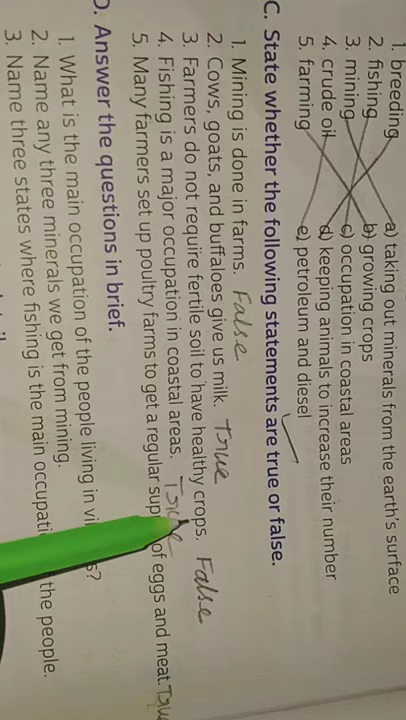 1. breeding a) taking out minerals from the earth's surface
2. fishing b) growing crops
3. mining c) occupation in coastal areas
4. crude oil d) keeping animals to increase their number
5. farming e) petroleum and diesel
C. State whether the following statements are true or false.
1. Mining is done in farms. False
2. Cows, goats, and buffaloes give us milk. True
3. Farmers do not require fertile soil to have healthy crops. False
4. Fishing is a major occupation in coastal areas. True
5. Many farmers set up poultry farms to get a regular sup of eggs and meat. True
D. Answer the questions in brief.
1. What is the main occupation of the people living in vi s?
2. Name any three minerals we get from mining.
3. Name three states where fishing is the main occupati the people.